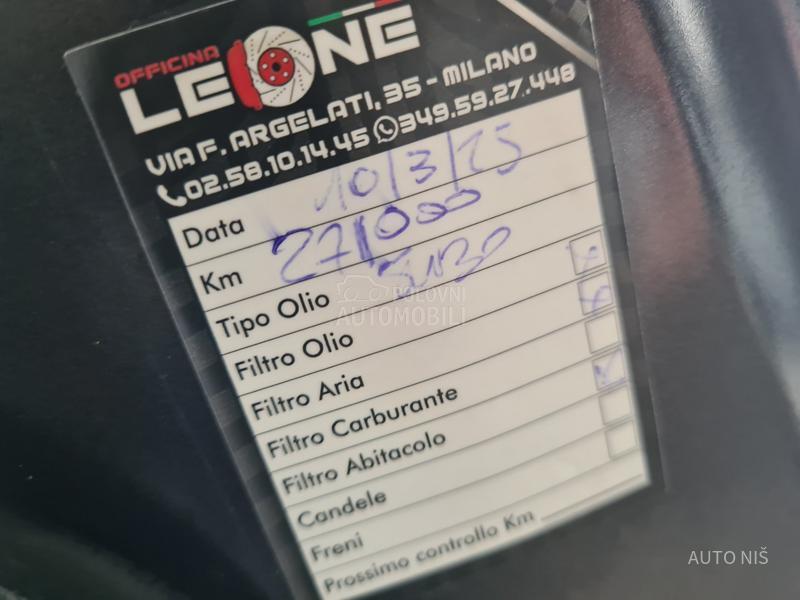 OFFICINA
LEONE
VIA F. ARGELATI, 35 - MILANO
02.58.10.14.45 349.59.27.448
Data 10/3/25
Km 271000
Tipo Olio 5W30
Filtro Olio
Filtro Aria
Filtro Carburante
Filtro Abitacolo
Candele
Freni
Prossimo controllo Km
POLOVNI
AUTOMOBILI
AUTO NIŠ